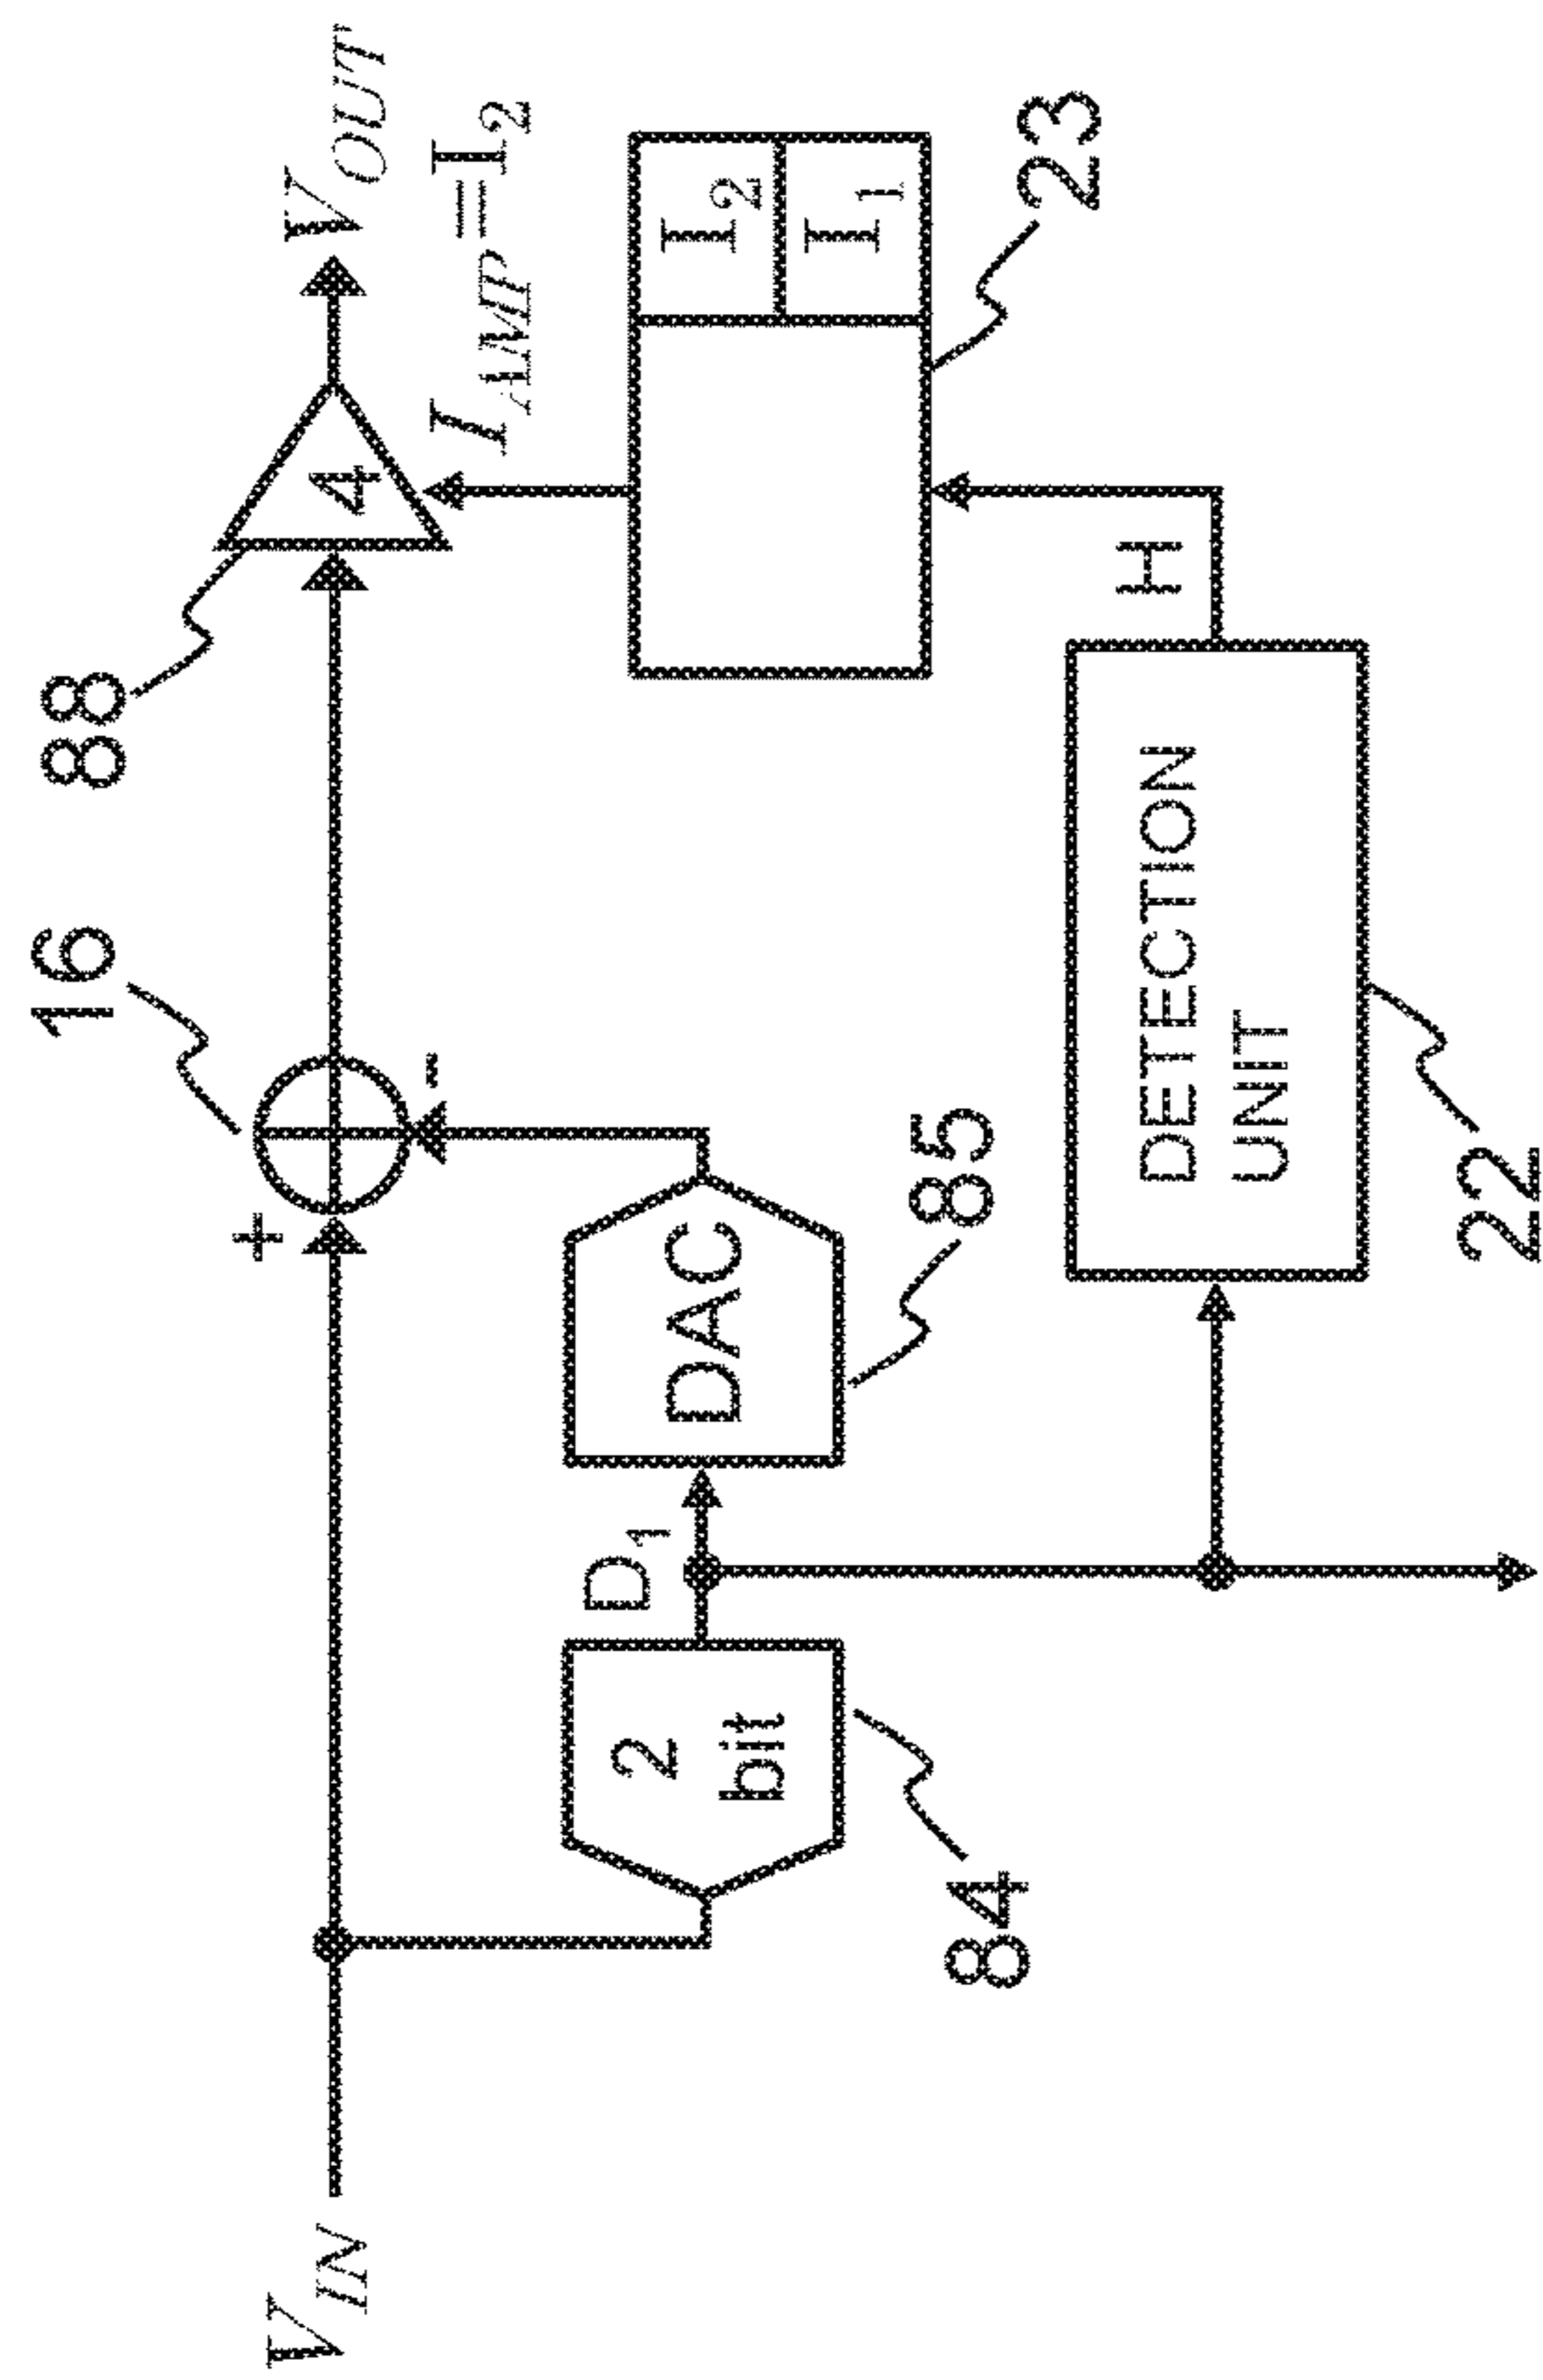 V_IN
+
16
-
88
4
V_OUT
I_AMP=I_2
2
bit
84
D_1
DAC
85
I_2
I_1
23
DETECTION
UNIT
22
H